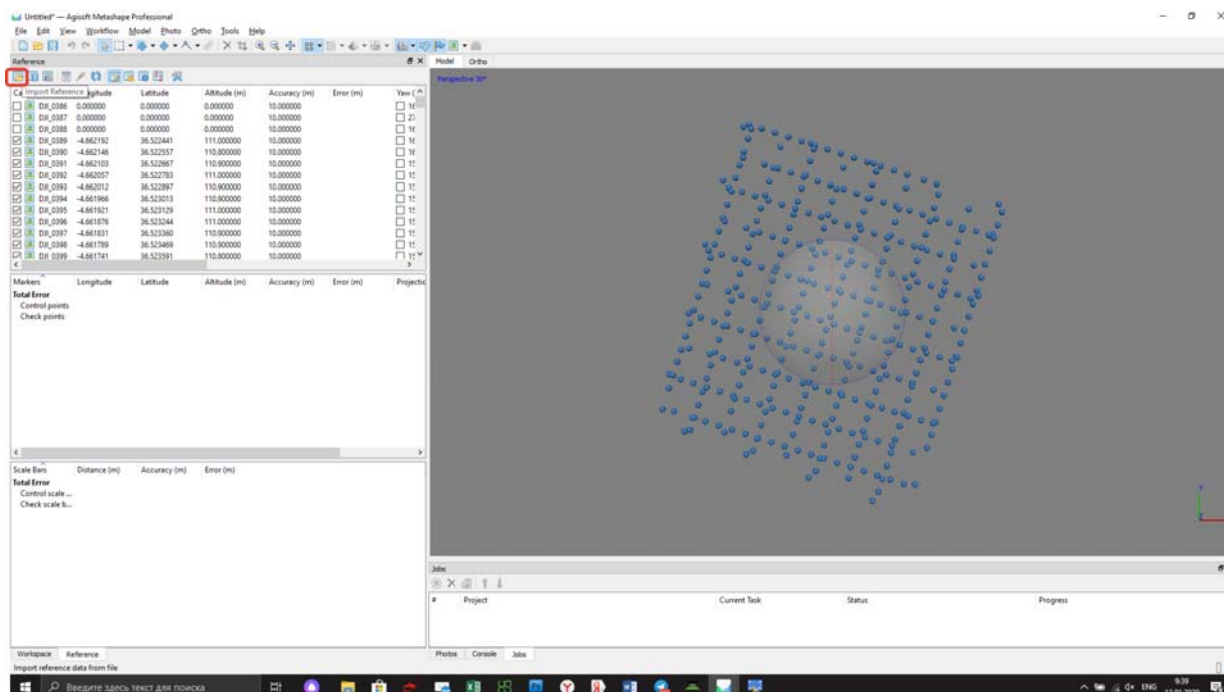 Untitled* — Agisoft Metashape Professional
File Edit View Workflow Model Photo Ortho Tools Help
Reference
Model Ortho
Perspective 30°
Import Reference
Longitude Latitude Altitude (m) Accuracy (m) Error (m) Yaw (
DJI_0386 0.000000 0.000000 0.000000 10.000000
DJI_0387 0.000000 0.000000 0.000000 10.000000
DJI_0388 0.000000 0.000000 0.000000 10.000000
DJI_0389 -4.662192 36.522441 111.000000 10.000000
DJI_0390 -4.662146 36.522557 110.800000 10.000000
DJI_0391 -4.662103 36.522667 110.900000 10.000000
DJI_0392 -4.662057 36.522783 111.000000 10.000000
DJI_0393 -4.662012 36.522897 110.900000 10.000000
DJI_0394 -4.661966 36.523013 110.900000 10.000000
DJI_0395 -4.661921 36.523129 111.000000 10.000000
DJI_0396 -4.661876 36.523244 111.000000 10.000000
DJI_0397 -4.661831 36.523360 110.900000 10.000000
DJI_0398 -4.661789 36.523469 110.900000 10.000000
DJI_0399 -4.661741 36.523591 110.800000 10.000000
Markers Longitude Latitude Altitude (m) Accuracy (m) Error (m) Projectic
Total Error
Control points
Check points
Scale Bars Distance (m) Accuracy (m) Error (m)
Total Error
Control scale ...
Check scale b...
Jobs
# Project Current Task Status Progress
Workspace Reference
Photos Console Jobs
Import reference data from file
Введите здесь текст для поиска
ENG
9:39